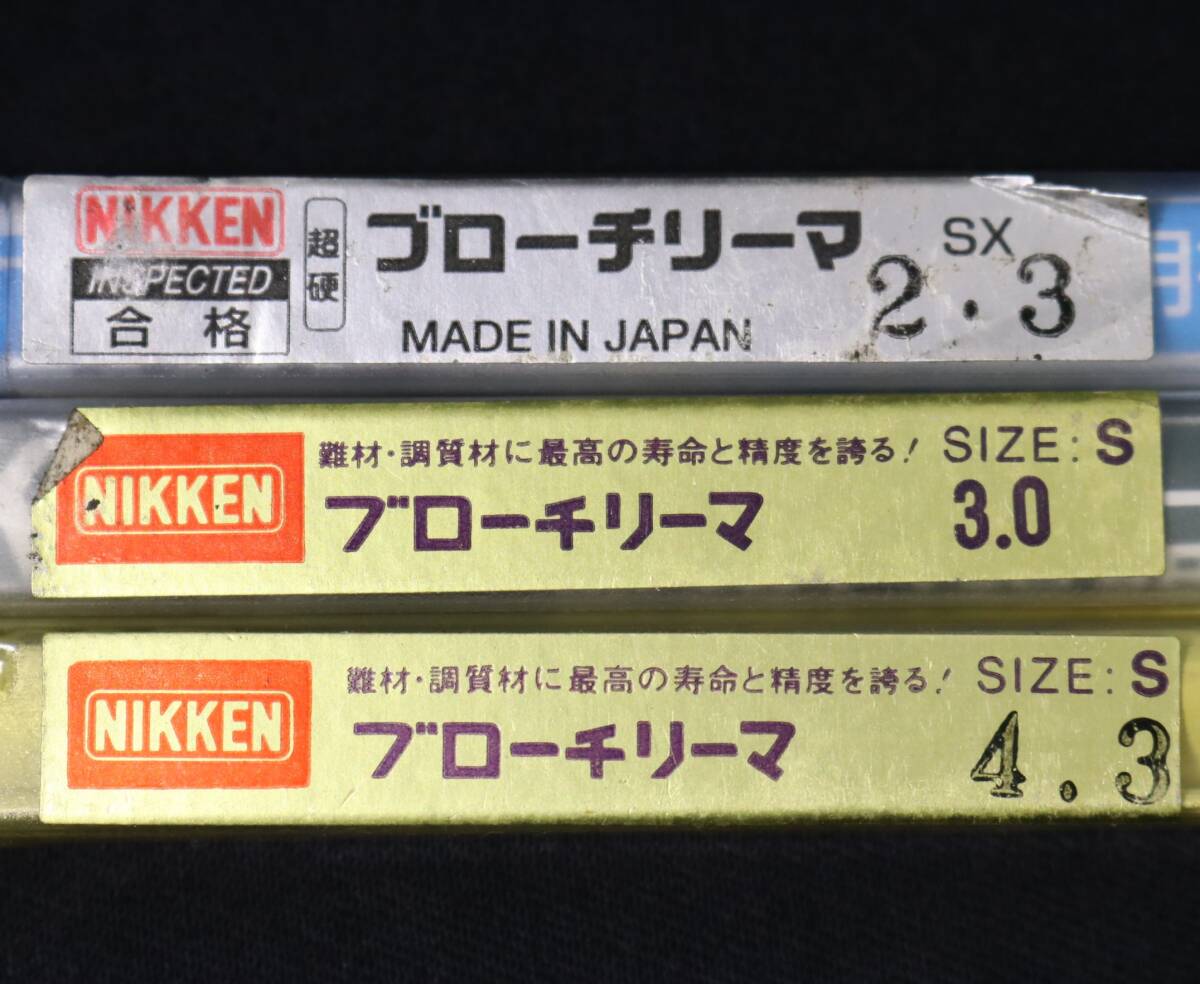 NIKKEN
INSPECTED
合格
超硬
ブローチリーマ SX
MADE IN JAPAN 2.3
月
NIKKEN
難材・調質材に最高の寿命と精度を誇る! SIZE: S
ブローチリーマ 3.0
NIKKEN
難材・調質材に最高の寿命と精度を誇る! SIZE: S
ブローチリーマ 4.3